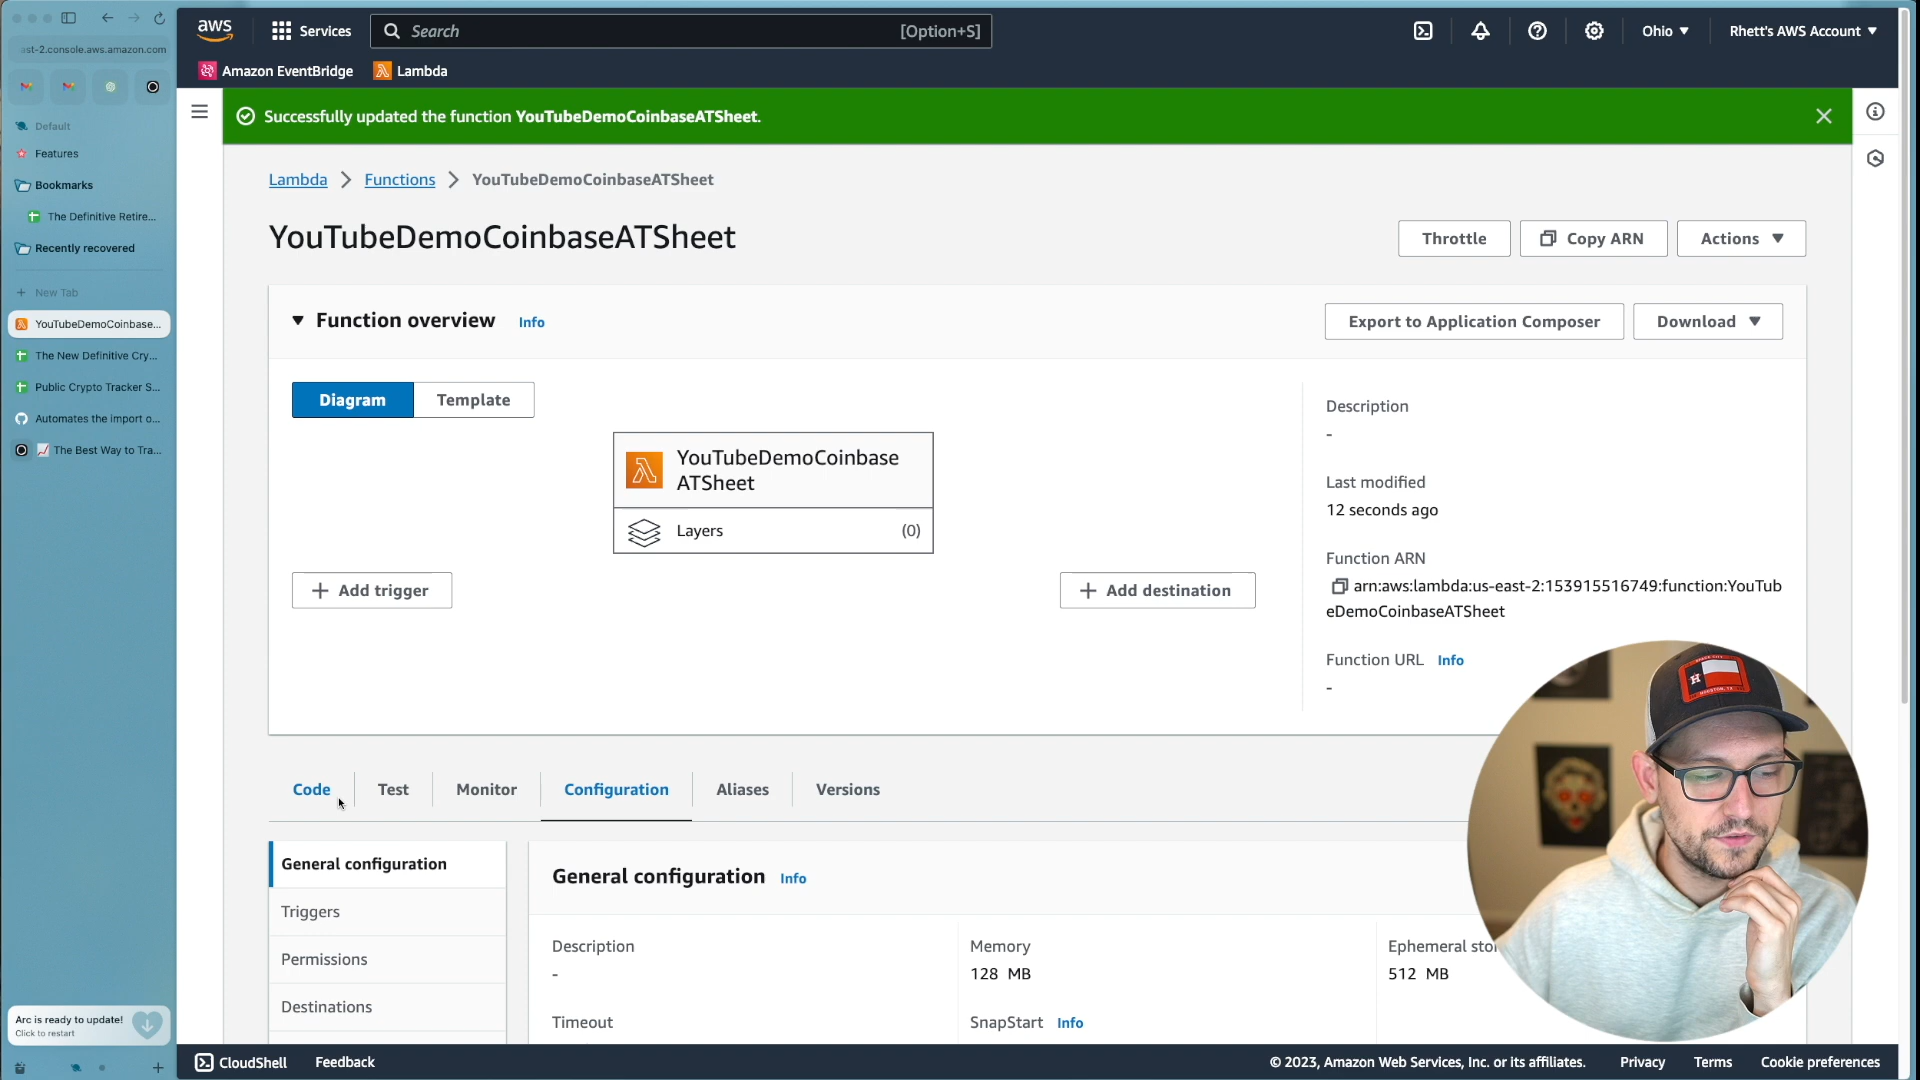 ast-2.console.aws.amazon.com
Default
Features
Bookmarks
The Definitive Retire...
Recently recovered
New Tab
YouTubeDemoCoinbase...
The New Definitive Cry...
Public Crypto Tracker S...
Automates the import o...
📈 The Best Way to Tra...
Arc is ready to update!
Click to restart
aws
Services
Search
[Option+S]
Ohio
Rhett's AWS Account
Amazon EventBridge
Lambda
Successfully updated the function YouTubeDemoCoinbaseATSheet.
Lambda > Functions > YouTubeDemoCoinbaseATSheet
YouTubeDemoCoinbaseATSheet
Throttle
Copy ARN
Actions
Function overview Info
Export to Application Composer
Download
Diagram
Template
YouTubeDemoCoinbase
ATSheet
Layers (0)
+ Add trigger
+ Add destination
Description
-
Last modified
12 seconds ago
Function ARN
arn:aws:lambda:us-east-2:153915516749:function:YouTub
eDemoCoinbaseATSheet
Function URL Info
-
Code
Test
Monitor
Configuration
Aliases
Versions
General configuration
Triggers
Permissions
Destinations
General configuration Info
Description
-
Memory
128 MB
Ephemeral sto
512 MB
Timeout
SnapStart Info
CloudShell
Feedback
© 2023, Amazon Web Services, Inc. or its affiliates.
Privacy
Terms
Cookie preferences